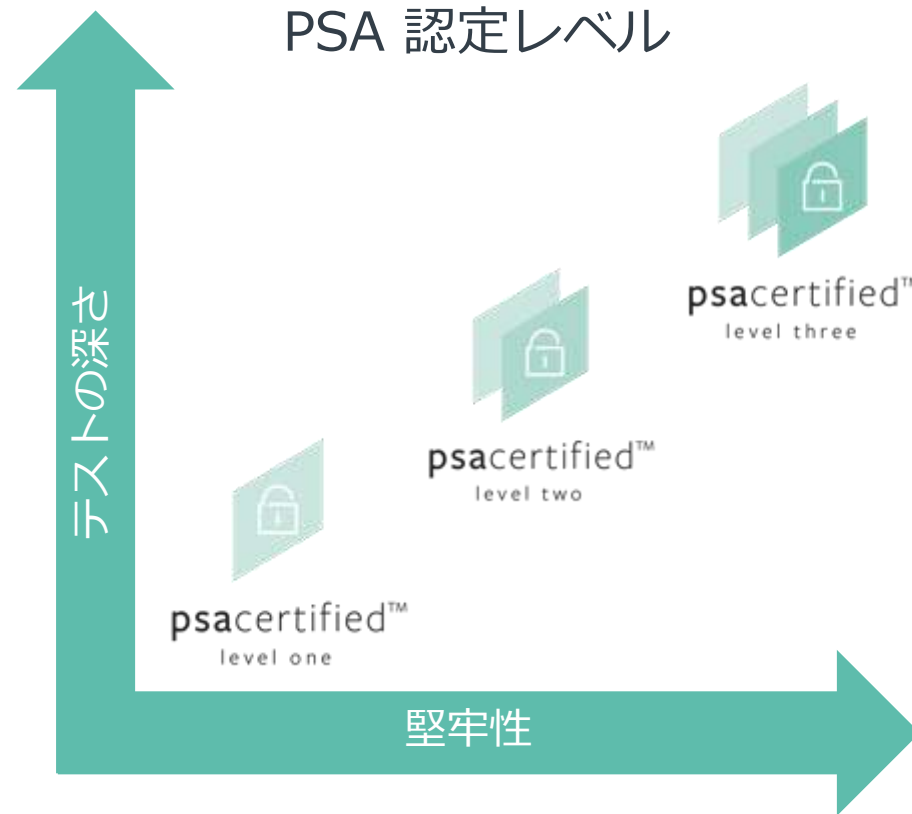 PSA 認定レベル
psacertified™
level three
psacertified™
level two
psacertified™
level one
テストの深さ
堅牢性